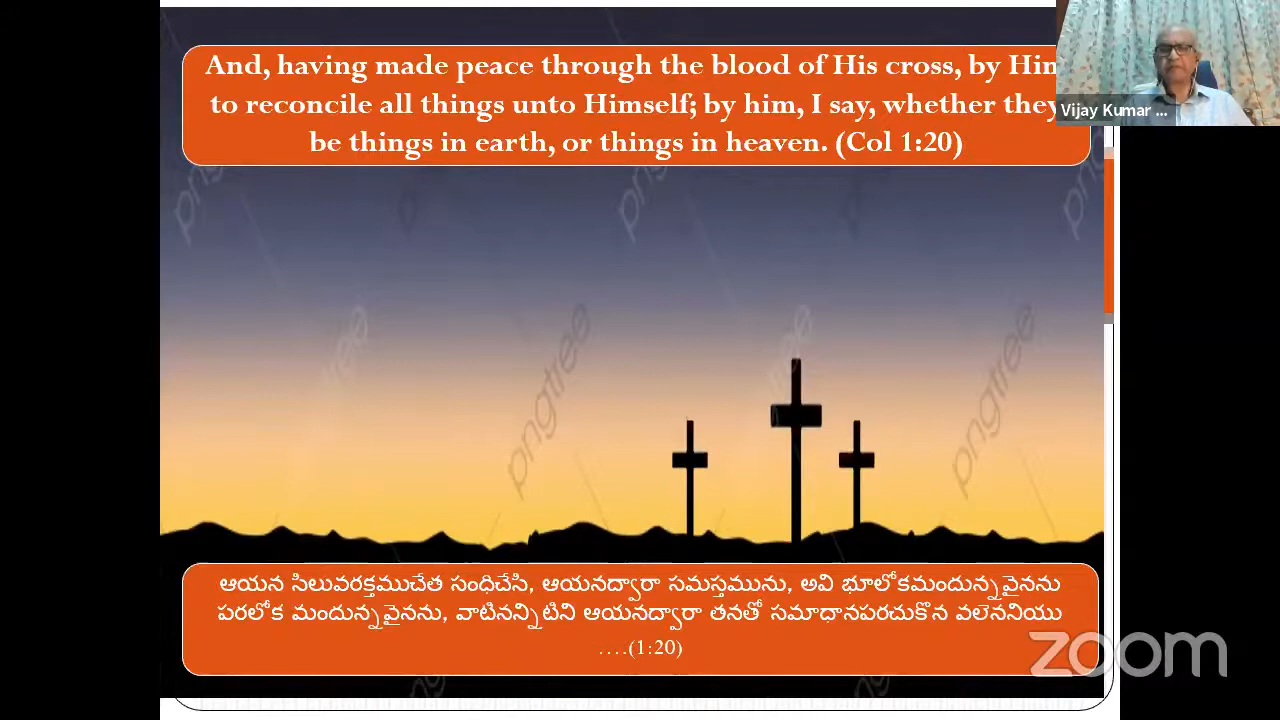 And, having made peace through the blood of His cross, by Him
to reconcile all things unto Himself; by him, I say, whether they
be things in earth, or things in heaven. (Col 1:20)
Vijay Kumar ...
pngtree
pngtree
pngtree
ఆయన సిలువరక్తముచేత సంధిచేసి, ఆయనద్వారా సమస్తమును, అవి భూలోకమందున్నవైనను
పరలోక మందున్నవైనను, వాటినన్నిటిని ఆయనద్వారా తనతో సమాధానపరచుకొన వలెననియు
....(1:20)
zoom